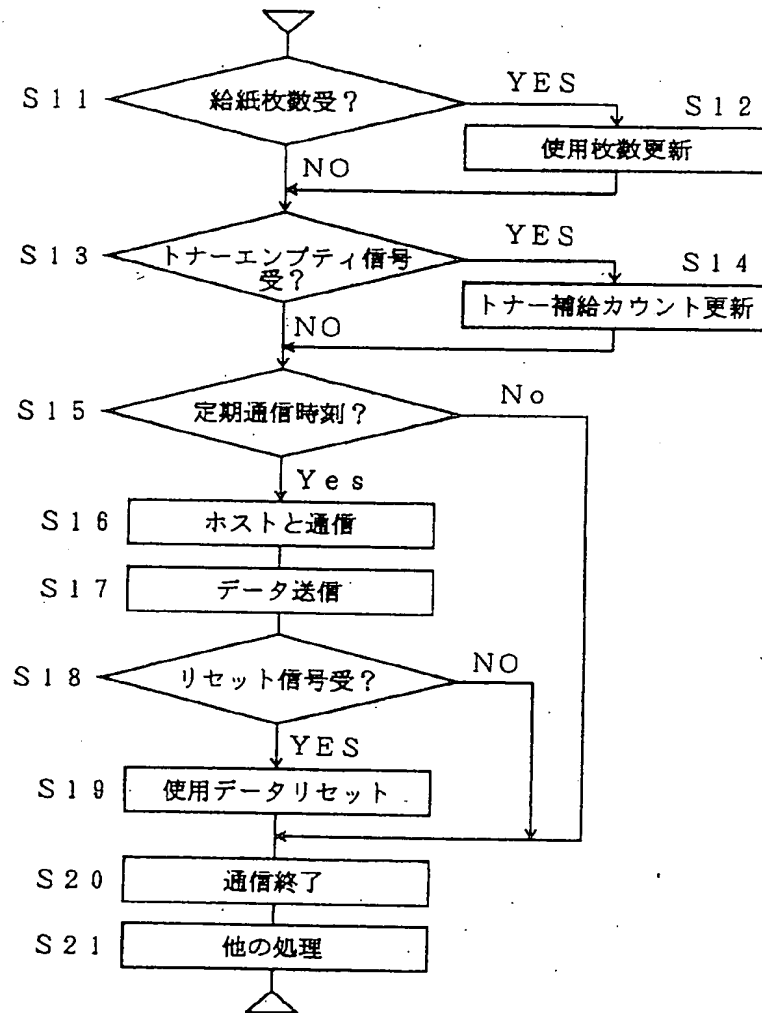 S11
給紙枚数受？
YES
S12
使用枚数更新
NO
S13
トナーエンプティ信号
受？
YES
S14
トナー補給カウント更新
NO
S15
定期通信時刻？
No
Yes
S16
ホストと通信
S17
データ送信
S18
リセット信号受？
NO
YES
S19
使用データリセット
S20
通信終了
S21
他の処理